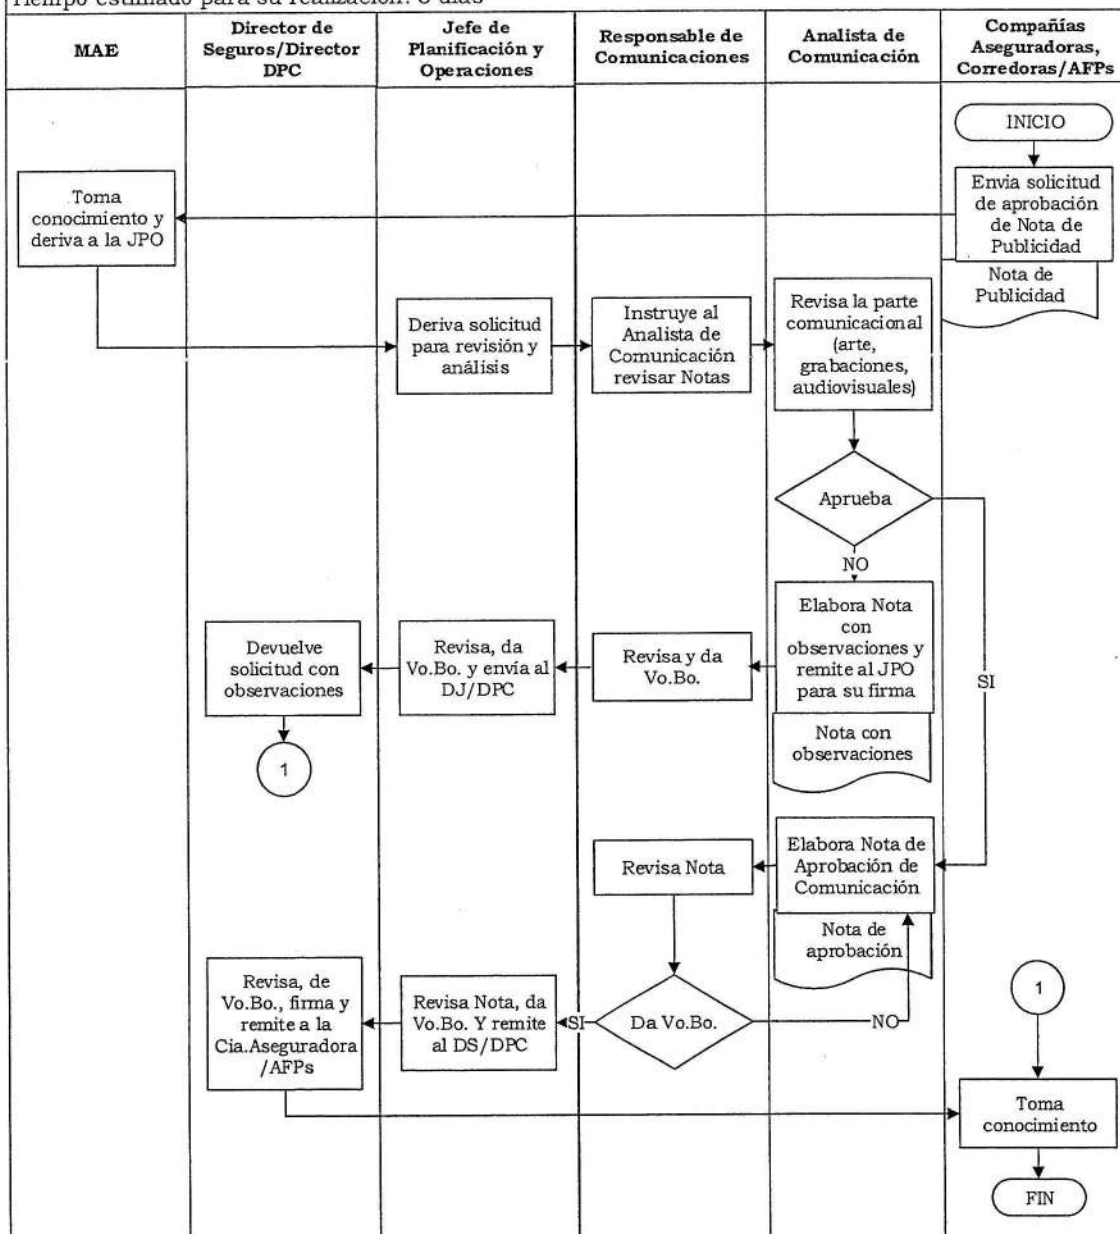 Tiempo estimado para su realización: 3 días
MAE
Director de
Seguros/Director
DPC
Jefe de
Planificación y
Operaciones
Responsable de
Comunicaciones
Analista de
Comunicación
Compañías
Aseguradoras,
Corredoras/AFPs
INICIO
Envia solicitud
de aprobación
de Nota de
Publicidad
Nota de
Publicidad
Toma
conocimiento y
deriva a la JPO
Deriva solicitud
para revisión y
análisis
Instruye al
Analista de
Comunicación
revisar Notas
Revisa la parte
comunicacional
(arte,
grabaciones,
audiovisuales)
Aprueba
NO
SI
Elabora Nota
con
observaciones y
remite al JPO
para su firma
Nota con
observaciones
Revisa y da
Vo.Bo.
Revisa, da
Vo.Bo. y envía al
DJ/DPC
Devuelve
solicitud con
observaciones
1
Elabora Nota de
Aprobación de
Comunicación
Nota de
aprobación
Revisa Nota
Da Vo.Bo.
NO
SI
Revisa Nota, da
Vo.Bo. Y remite
al DS/DPC
Revisa, de
Vo.Bo., firma y
remite a la
Cia.Aseguradora
/AFPs
1
Toma
conocimiento
FIN